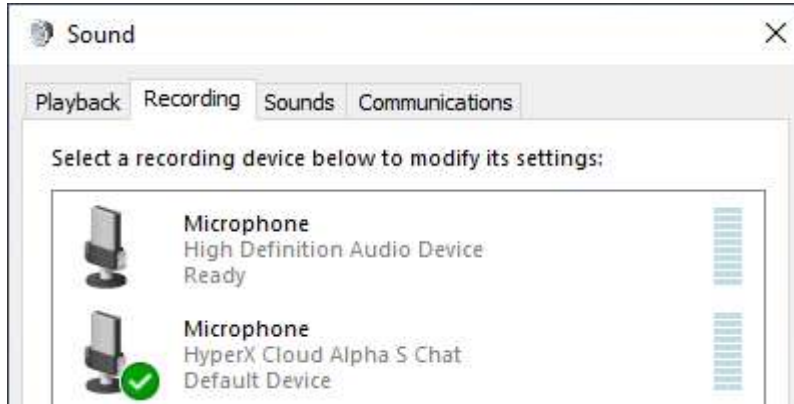 Sound
Playback Recording Sounds Communications
Select a recording device below to modify its settings:
Microphone
High Definition Audio Device
Ready
Microphone
HyperX Cloud Alpha S Chat
Default Device